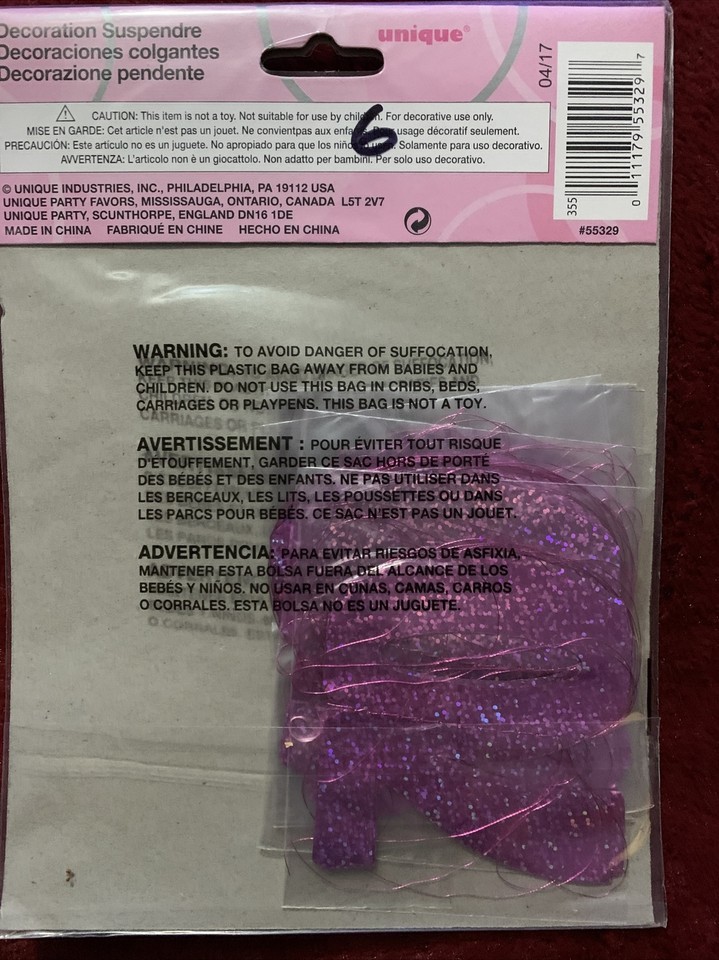 Decoration Suspendre
Decoraciones colgantes
Decorazione pendente
unique®
04/17
CAUTION: This item is not a toy. Not suitable for use by children. For decorative use only.
MISE EN GARDE: Cet article n'est pas un jouet. Ne convientpas aux enfa usage décoratif seulement.
PRECAUCIÓN: Este articulo no es un juguete. No apropiado para que los niño Solamente para uso decorativo.
AVVERTENZA: L'articolo non è un giocattolo. Non adatto per bambini. Per solo uso decorativo.
6
© UNIQUE INDUSTRIES, INC., PHILADELPHIA, PA 19112 USA
UNIQUE PARTY FAVORS, MISSISSAUGA, ONTARIO, CANADA L5T 2V7
UNIQUE PARTY, SCUNTHORPE, ENGLAND DN16 1DE
MADE IN CHINA FABRIQUÉ EN CHINE HECHO EN CHINA
355
0 11179 55329 7
#55329
WARNING: TO AVOID DANGER OF SUFFOCATION,
KEEP THIS PLASTIC BAG AWAY FROM BABIES AND
CHILDREN. DO NOT USE THIS BAG IN CRIBS, BEDS,
CARRIAGES OR PLAYPENS. THIS BAG IS NOT A TOY.
AVERTISSEMENT : POUR ÉVITER TOUT RISQUE
D'ÉTOUFFEMENT, GARDER CE SAC HORS DE PORTÉ
DES BÉBÉS ET DES ENFANTS. NE PAS UTILISER DANS
LES BERCEAUX, LES LITS, LES POUSSETTES OU DANS
LES PARCS POUR BÉBÉS. CE SAC N'EST PAS UN JOUET.
ADVERTENCIA: PARA EVITAR RIESGOS DE ASFIXIA,
MANTENER ESTA BOLSA FUERA DEL ALCANCE DE LOS
BEBÉS Y NIÑOS. NO USAR EN CUNAS, CAMAS, CARROS
O CORRALES. ESTA BOLSA NO ES UN JUGUETE.